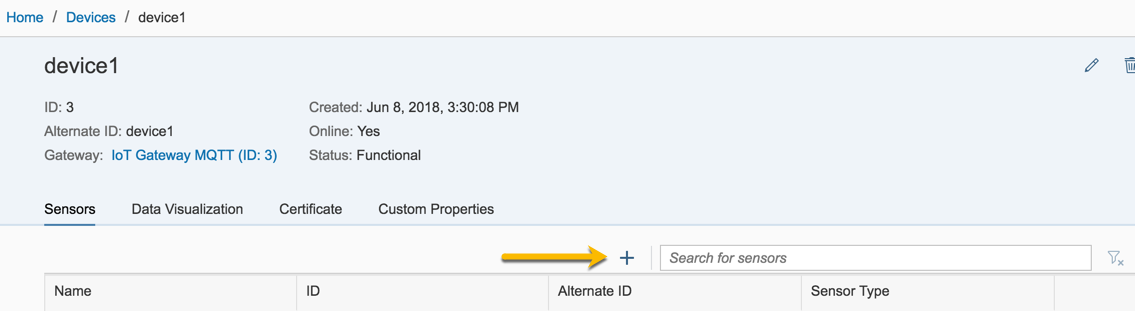 Home / Devices / device1
device1
ID: 3
Created: Jun 8, 2018, 3:30:08 PM
Alternate ID: device1
Online: Yes
Gateway: IoT Gateway MQTT (ID: 3)
Status: Functional
Sensors Data Visualization Certificate Custom Properties
Search for sensors
Name ID Alternate ID Sensor Type